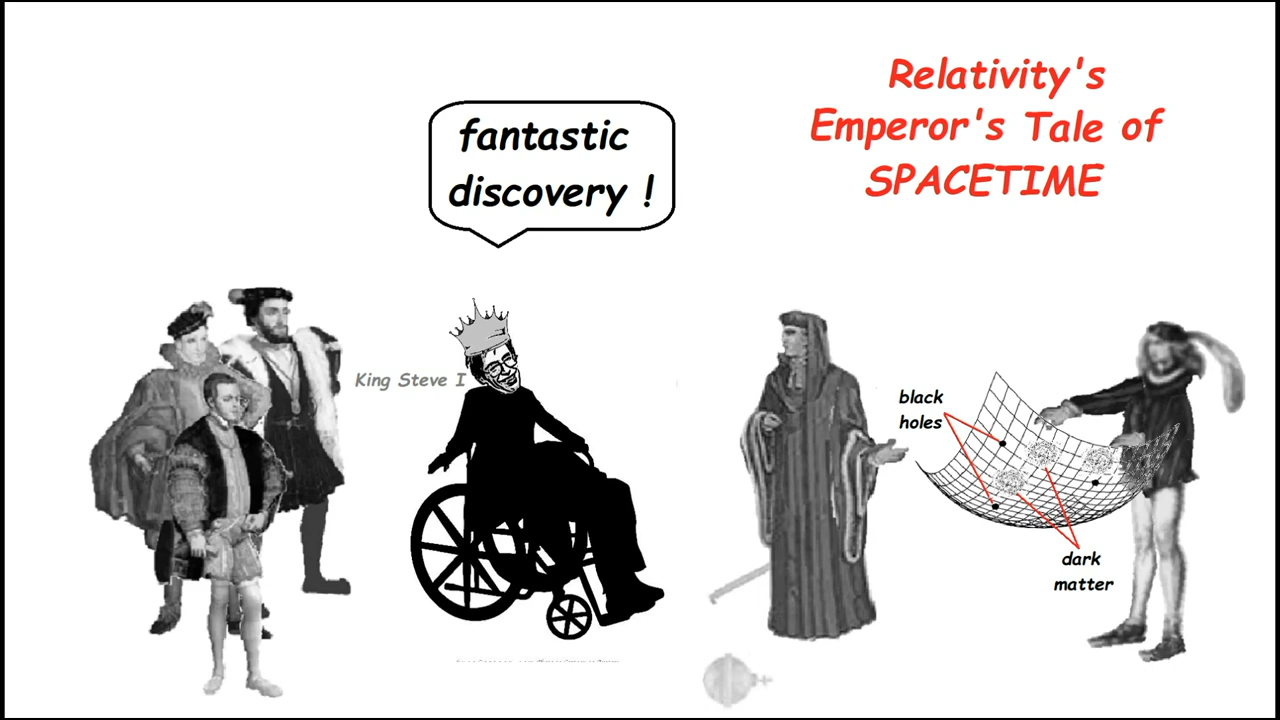 Relativity's
Emperor's Tale of
SPACETIME
fantastic
discovery !
King Steve I
black
holes
dark
matter